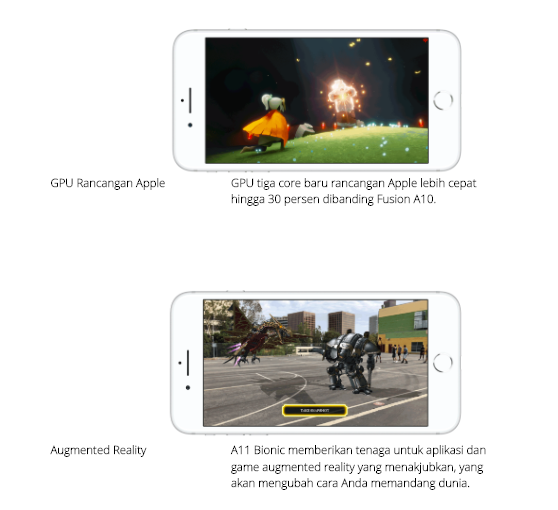 GPU Rancangan Apple
GPU tiga core baru rancangan Apple lebih cepat
hingga 30 persen dibanding Fusion A10.
Augmented Reality
A11 Bionic memberikan tenaga untuk aplikasi dan
game augmented reality yang menakjubkan, yang
akan mengubah cara Anda memandang dunia.